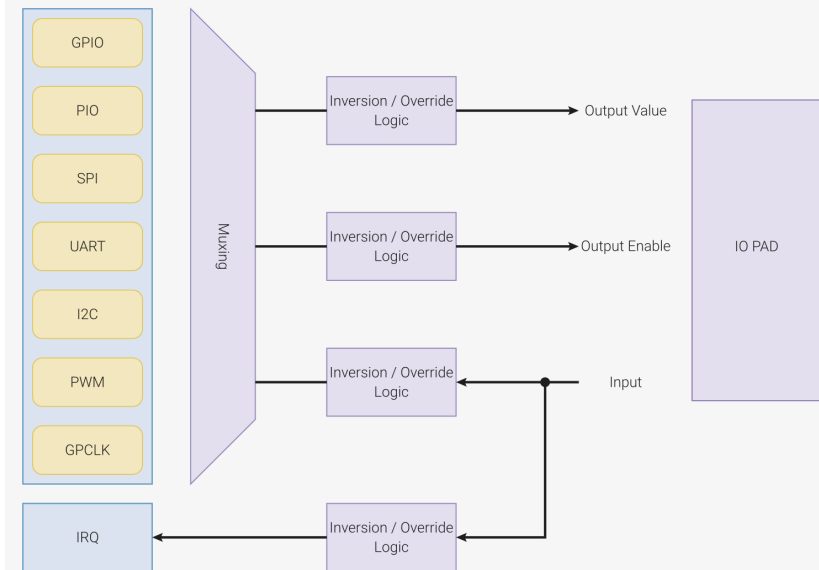 GPIO
PIO
SPI
UART
I2C
PWM
GPCLK
IRQ
Muxing
Inversion / Override
Logic
Output Value
Inversion / Override
Logic
Output Enable
Inversion / Override
Logic
Input
Inversion / Override
Logic
IO PAD